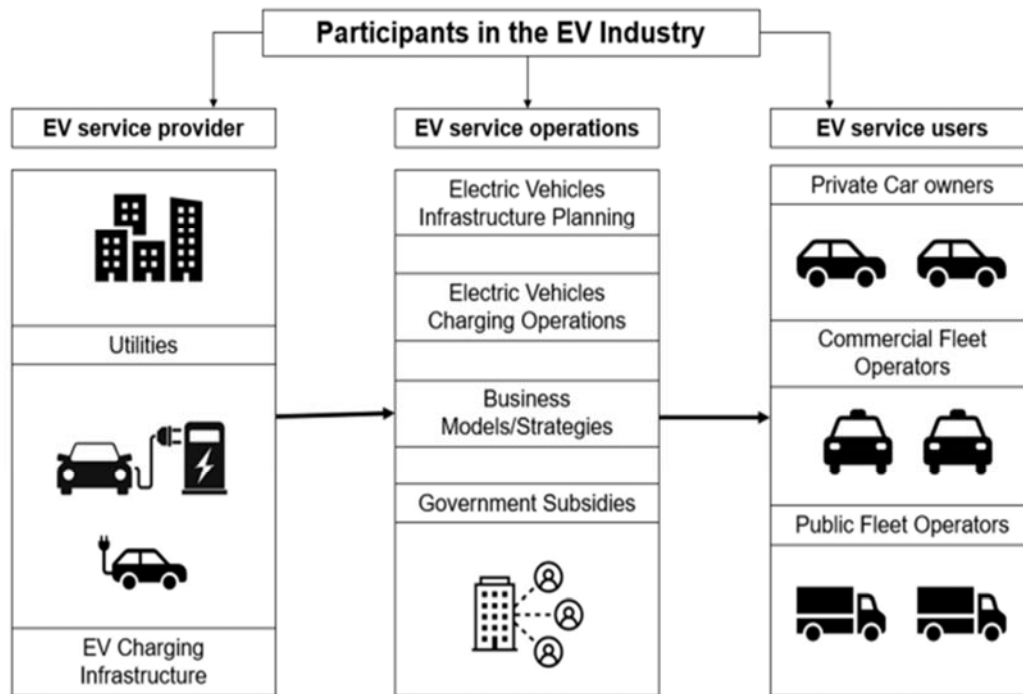 Participants in the EV Industry
EV service provider
Utilities
EV Charging
Infrastructure
EV service operations
Electric Vehicles
Infrastructure Planning
Electric Vehicles
Charging Operations
Business
Models/Strategies
Government Subsidies
EV service users
Private Car owners
Commercial Fleet
Operators
Public Fleet Operators